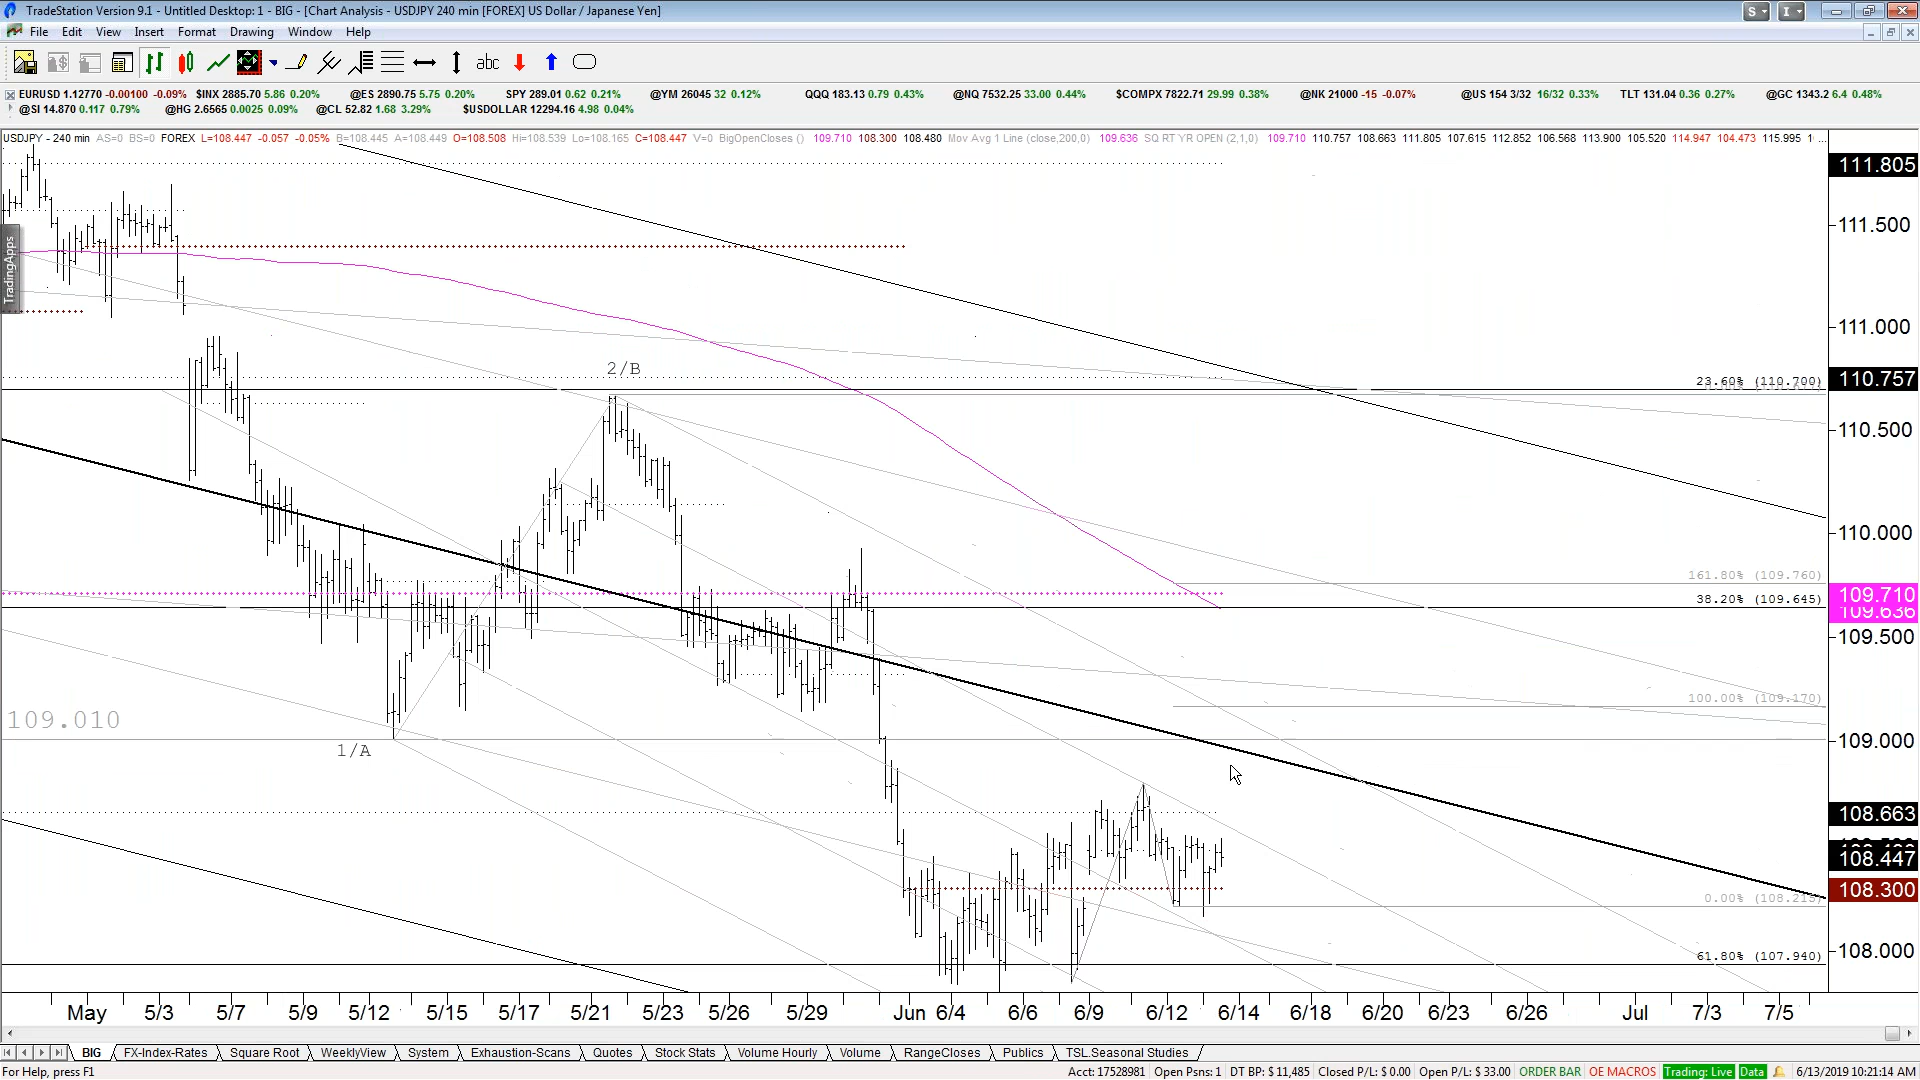 TradeStation Version 9.1 - Untitled Desktop: 1 - BIG - [Chart Analysis - USDJPY 240 min [FOREX] US Dollar / Japanese Yen]
S I
File Edit View Insert Format Drawing Window Help
abc
EURUSD 1.12770 -0.00100 -0.09% $INX 2885.70 5.86 0.20% @ES 2890.75 5.75 0.20% SPY 289.01 0.62 0.21% @YM 26045 32 0.12% QQQ 183.13 0.79 0.43% @NQ 7532.25 33.00 0.44% $COMPX 7822.71 29.99 0.38% @NK 21000 -15 -0.07% @US 154 3/32 16/32 0.33% TLT 131.04 0.36 0.27% @GC 1343.2 6.4 0.48%
@SI 14.870 0.117 0.79% @HG 2.6565 0.0025 0.09% @CL 52.82 1.68 3.29% $USDOLLAR 12294.16 4.98 0.04%
USDJPY - 240 min AS=0 BS=0 FOREX L=108.447 -0.057 -0.05% B=108.445 A=108.449 O=108.508 Hi=108.539 Lo=108.165 C=108.447 V=0 BigOpenCloses () 109.710 108.300 108.480 Mov Avg 1 Line (close,200,0) 109.636 SQ RT YR OPEN (2,1,0) 109.710 110.757 108.663 111.805 107.615 112.852 106.568 113.900 105.520 114.947 104.473 115.995 1 ...
111.805
111.500
TradingApps
111.000
2/B
23.60% (110.700)
110.757
110.500
110.000
161.80% (109.760)
109.710
38.20% (109.645)
109.636
109.500
100.00% (109.170)
109.010
109.000
1/A
108.663
108.447
108.300
0.00% (108.215)
61.80% (107.940)
108.000
May 5/3 5/7 5/9 5/12 5/15 5/17 5/21 5/23 5/26 5/29 Jun 6/4 6/6 6/9 6/12 6/14 6/18 6/20 6/23 6/26 Jul 7/3 7/5
BIG FX-Index-Rates Square Root WeeklyView System Exhaustion-Scans Quotes Stock Stats Volume Hourly Volume RangeCloses Publics TSL.Seasonal Studies
For Help, press F1
Acct: 17528981 Open Psns: 1 DT BP: $ 11,485 Closed P/L: $ 0.00 Open P/L: $ 33.00 ORDER BAR OE MACROS Trading: Live Data 6/13/2019 10:21:14 AM